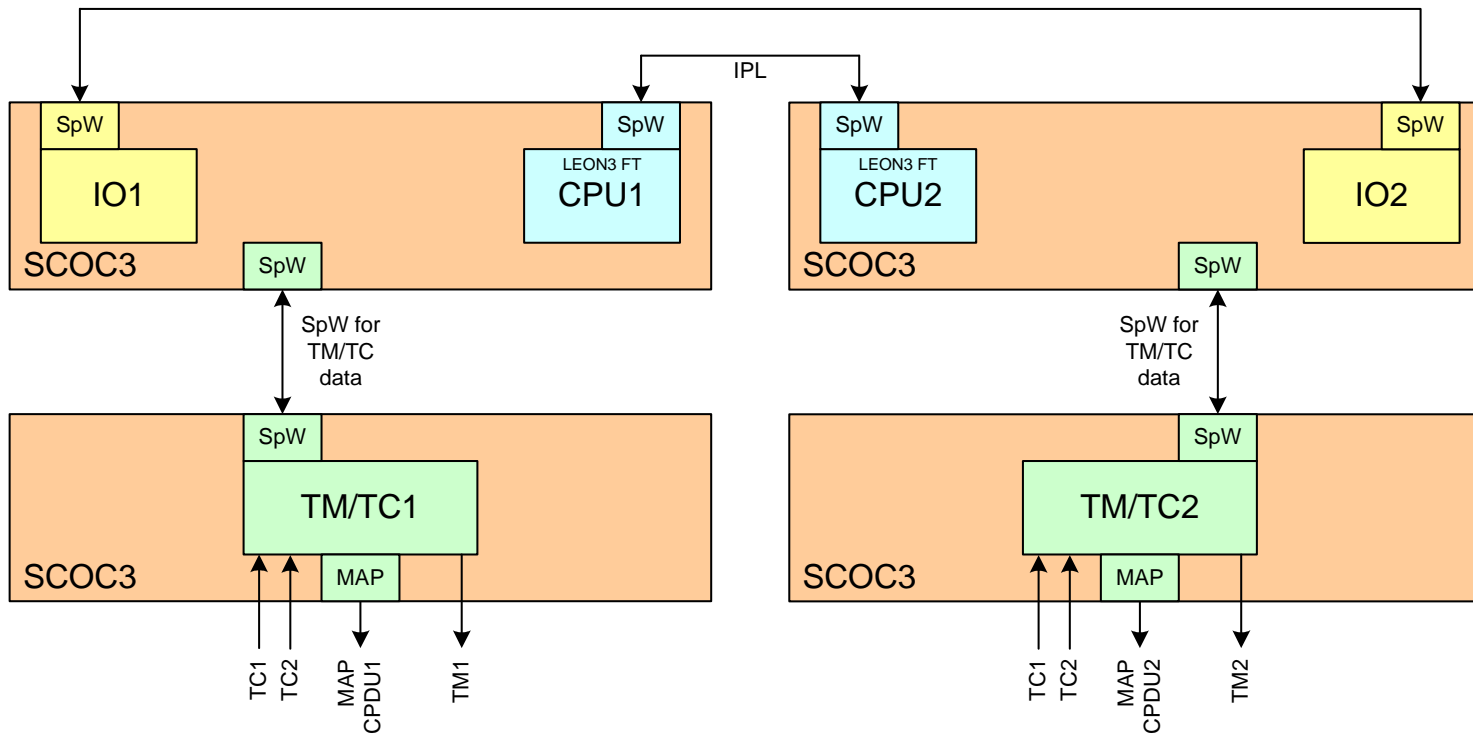 IPL
SpW
SpW
SpW
SpW
LEON3 FT
LEON3 FT
IO1
CPU1
CPU2
IO2
SCOC3
SpW
SCOC3
SpW
SpW for
TM/TC
data
SpW for
TM/TC
data
SpW
SpW
TM/TC1
TM/TC2
SCOC3
MAP
SCOC3
MAP
TC1
TC2
MAP
CPDU1
TM1
TC1
TC2
MAP
CPDU2
TM2